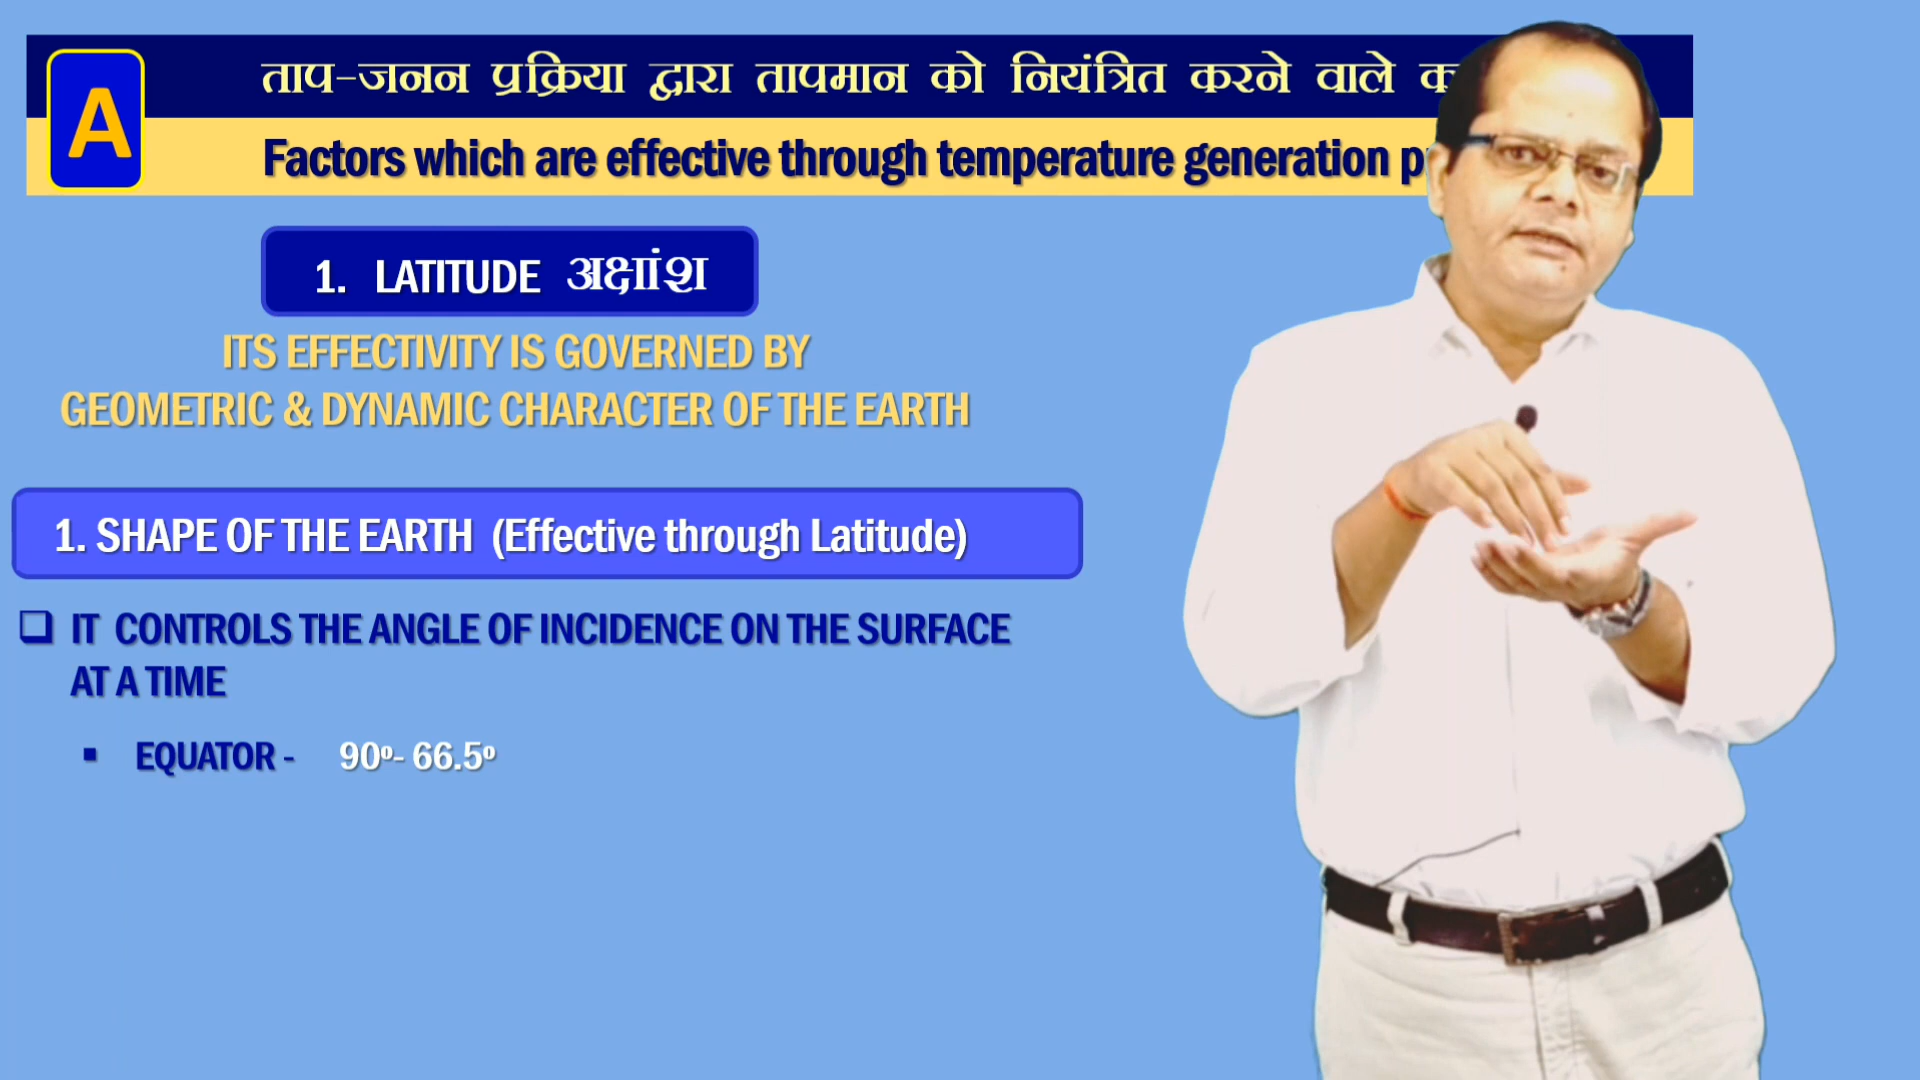 A
ताप-जनन प्रक्रिया द्वारा तापमान को नियंत्रित करने वाले
Factors which are effective through temperature generation
1. LATITUDE अक्षांश
ITS EFFECTIVITY IS GOVERNED BY
GEOMETRIC & DYNAMIC CHARACTER OF THE EARTH
1. SHAPE OF THE EARTH (Effective through Latitude)
❑ IT CONTROLS THE ANGLE OF INCIDENCE ON THE SURFACE
AT A TIME
▪ EQUATOR - 90º- 66.5º